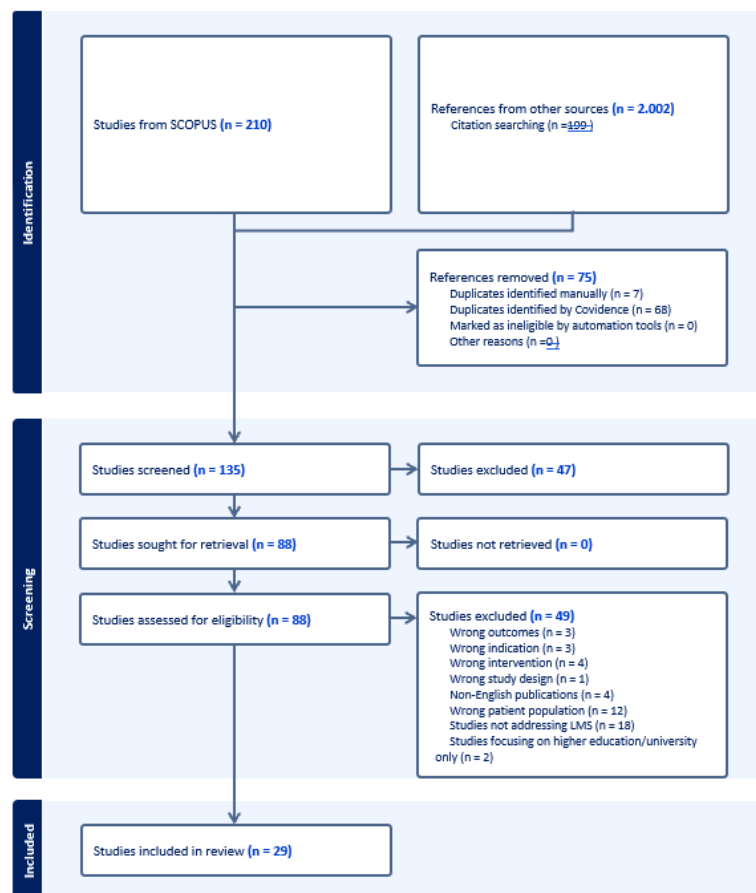 Identification
Studies from SCOPUS (n = 210)
References from other sources (n = 2.002)
Citation searching (n =199 )
References removed (n = 75)
Duplicates identified manually (n = 7)
Duplicates identified by Covidence (n = 68)
Marked as ineligible by automation tools (n = 0)
Other reasons (n =0 )
Screening
Studies screened (n = 135)
Studies excluded (n = 47)
Studies sought for retrieval (n = 88)
Studies not retrieved (n = 0)
Studies assessed for eligibility (n = 88)
Studies excluded (n = 49)
Wrong outcomes (n = 3)
Wrong indication (n = 3)
Wrong intervention (n = 4)
Wrong study design (n = 1)
Non-English publications (n = 4)
Wrong patient population (n = 12)
Studies not addressing LMS (n = 18)
Studies focusing on higher education/university
only (n = 2)
Included
Studies included in review (n = 29)